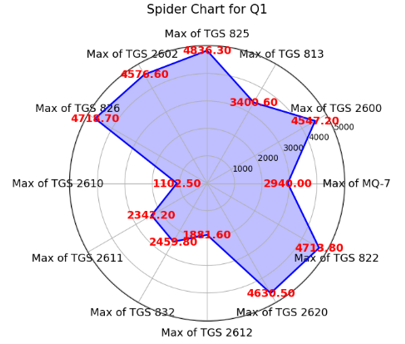 Spider Chart for Q1
Max of TGS 825
4836.30
Max of TGS 2602
Max of TGS 813
4576.60
3400.60
Max of TGS 826
Max of TGS 2600
4718.70
4547.20
5000
4000
3000
2000
1000
Max of TGS 2610
1102.50
2940.00
Max of MQ-7
2342.20
2459.80
1881.60
4713.80
Max of TGS 2611
Max of TGS 822
4630.50
Max of TGS 832
Max of TGS 2620
Max of TGS 2612